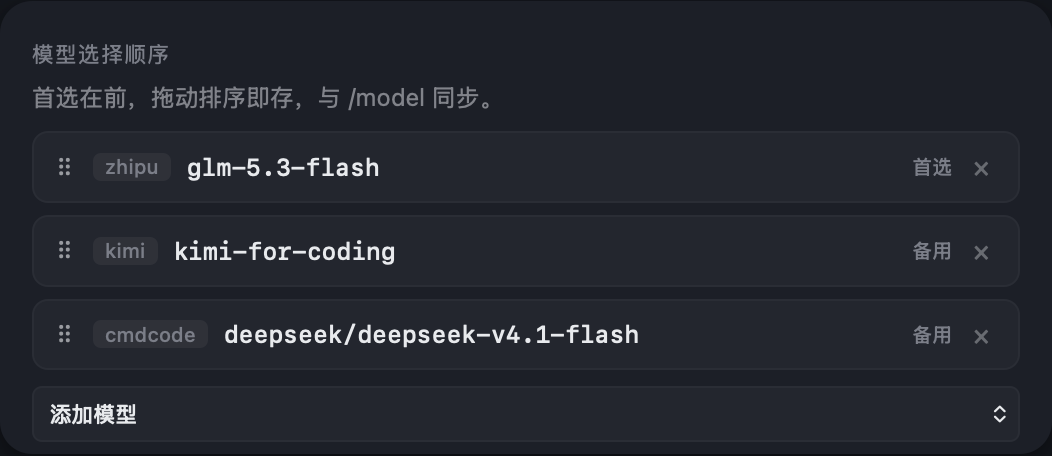 模型选择顺序
首选在前，拖动排序即存，与 /model 同步。
zhipu glm-5.3-flash 首选 ×
kimi kimi-for-coding 备用 ×
cmdcode deepseek/deepseek-v4.1-flash 备用 ×
添加模型